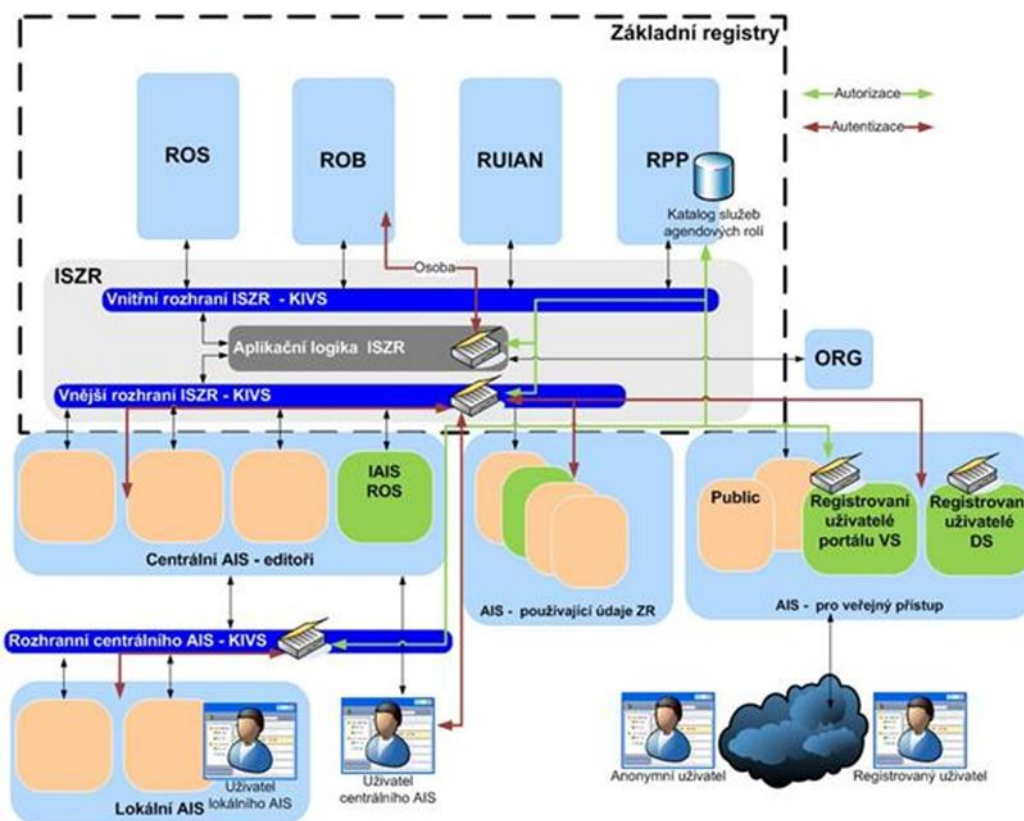 Základní registry
Autorizace
Autentizace
ROS
ROB
RUIAN
RPP
Katalog služeb
agendových rolí
ISZR
Osoba
Vnitřní rozhraní ISZR - KIVS
Aplikační logika ISZR
ORG
Vnější rozhraní ISZR - KIVS
IAIS
ROS
Centrální AIS - editoři
AIS - používající údaje ZR
Public
Registrovaní
uživatelé
portálu VS
Registrovan
uživatelé
DS
AIS - pro veřejný přístup
Rozhranní centrálního AIS - KIVS
Uživatel
lokálního AIS
Lokální AIS
Uživatel
centrálního AIS
Anonymní uživatel
Registrovaný uživatel